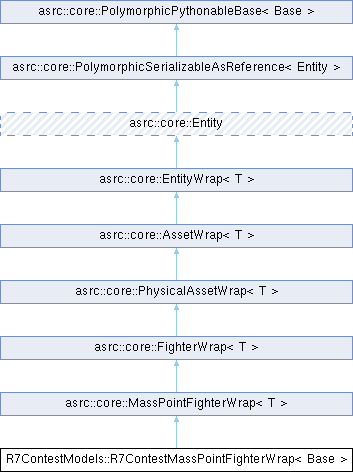 asrc::core::PolymorphicPythonableBase< Base >
asrc::core::PolymorphicSerializableAsReference< Entity >
asrc::core::Entity
asrc::core::EntityWrap< T >
asrc::core::AssetWrap< T >
asrc::core::PhysicalAssetWrap< T >
asrc::core::FighterWrap< T >
asrc::core::MassPointFighterWrap< T >
R7ContestModels::R7ContestMassPointFighterWrap< Base >